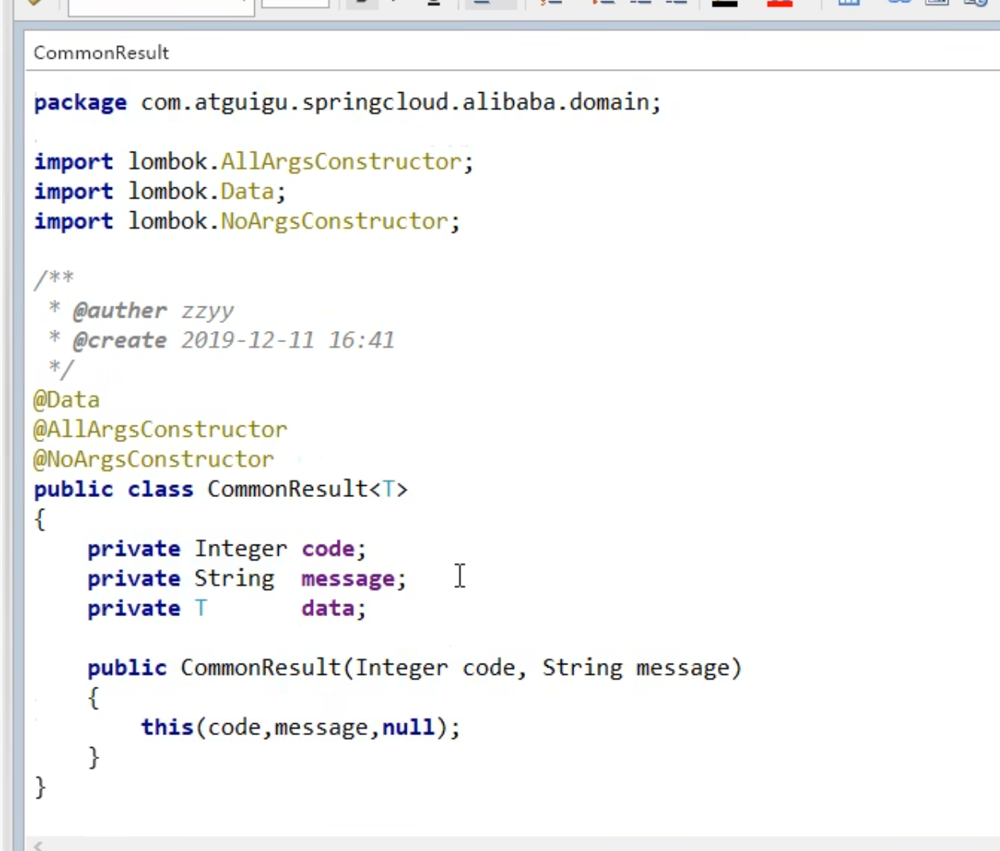 CommonResult
package com.atguigu.springcloud.alibaba.domain;
import lombok.AllArgsConstructor;
import lombok.Data;
import lombok.NoArgsConstructor;
/**
* @auther zzyy
* @create 2019-12-11 16:41
*/
@Data
@AllArgsConstructor
@NoArgsConstructor
public class CommonResult<T>
{
private Integer code;
private String message;
private T data;
public CommonResult(Integer code, String message)
{
this(code,message,null);
}
}